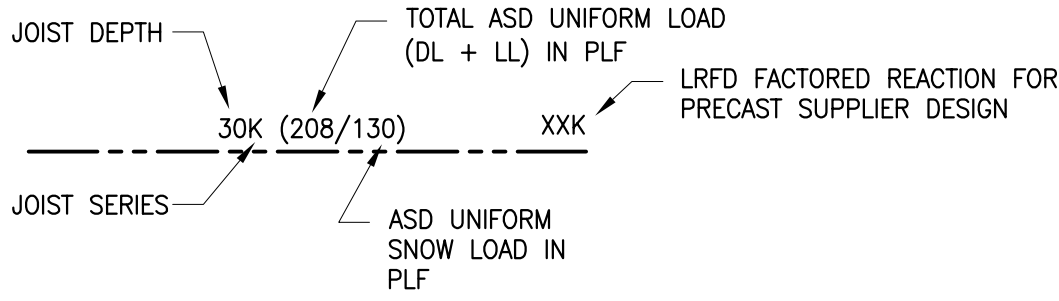 JOIST DEPTH
TOTAL ASD UNIFORM LOAD
(DL + LL) IN PLF
LRFD FACTORED REACTION FOR
PRECAST SUPPLIER DESIGN
30K (208/130)
XXK
JOIST SERIES
ASD UNIFORM
SNOW LOAD IN
PLF